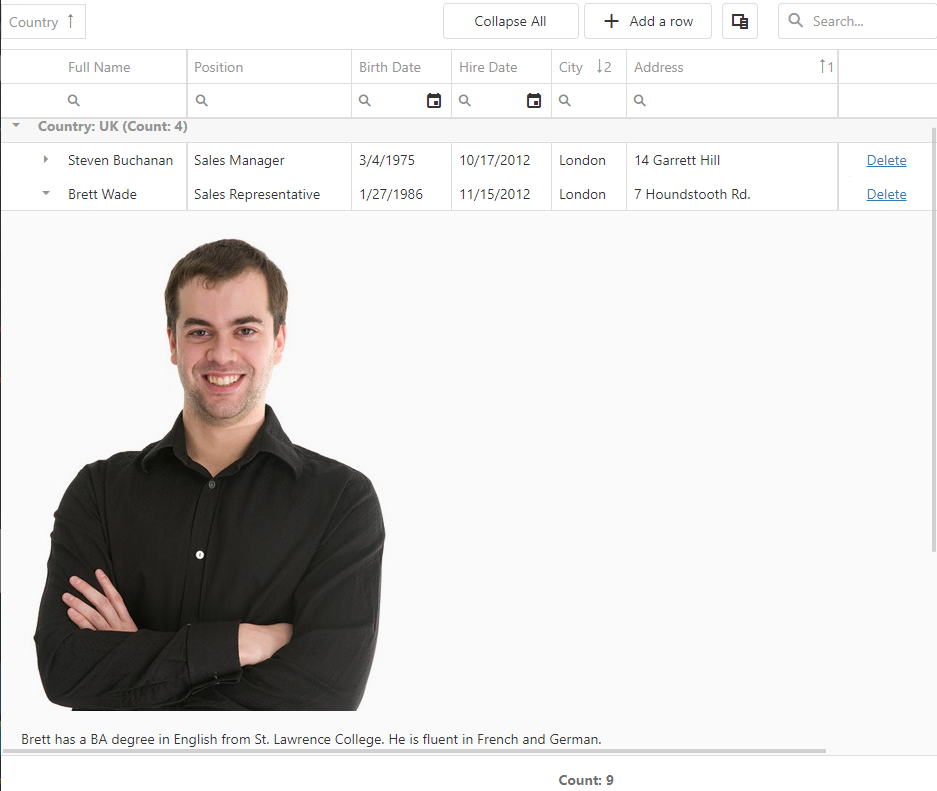 Country
Collapse All
Add a row
Search...
Full Name Position Birth Date Hire Date City 2 Address 1
Country: UK (Count: 4)
Steven Buchanan Sales Manager 3/4/1975 10/17/2012 London 14 Garrett Hill Delete
Brett Wade Sales Representative 1/27/1986 11/15/2012 London 7 Houndstooth Rd. Delete
Brett has a BA degree in English from St. Lawrence College. He is fluent in French and German.
Count: 9